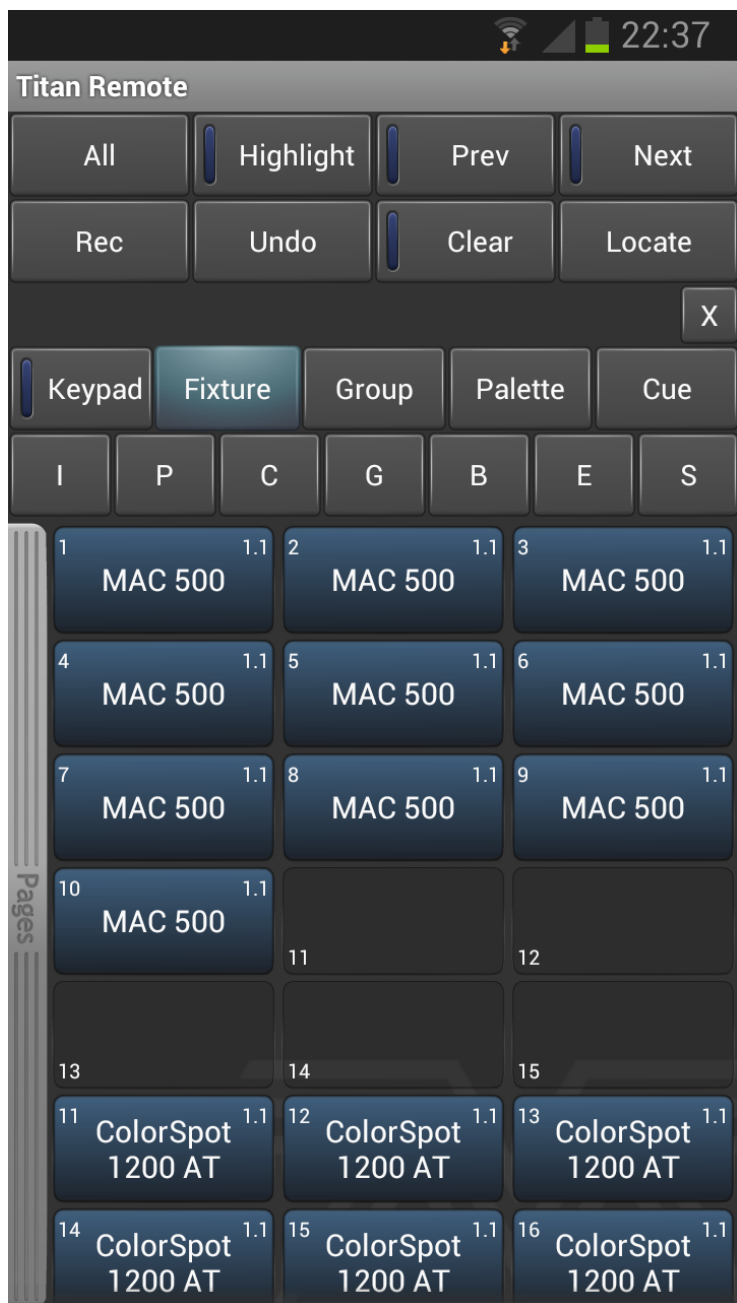 22:37
Titan Remote
All Highlight Prev Next
Rec Undo Clear Locate
X
Keypad Fixture Group Palette Cue
I P C G B E S
1 1.1 2 1.1 3 1.1
MAC 500 MAC 500 MAC 500
4 1.1 5 1.1 6 1.1
MAC 500 MAC 500 MAC 500
7 1.1 8 1.1 9 1.1
MAC 500 MAC 500 MAC 500
Pages
10 1.1
MAC 500
11 12
13 14 15
11 1.1 12 1.1 13 1.1
ColorSpot ColorSpot ColorSpot
1200 AT 1200 AT 1200 AT
14 1.1 15 1.1 16 1.1
ColorSpot ColorSpot ColorSpot
1200 AT 1200 AT 1200 AT